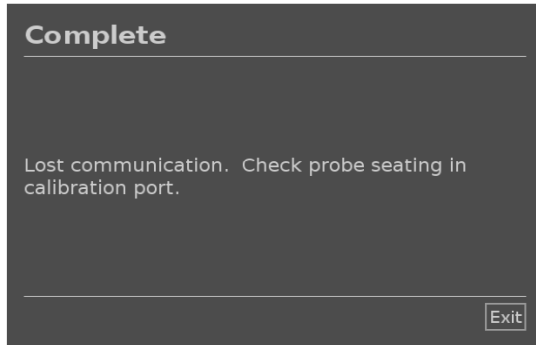 Complete
Lost communication.  Check probe seating in
calibration port.
Exit